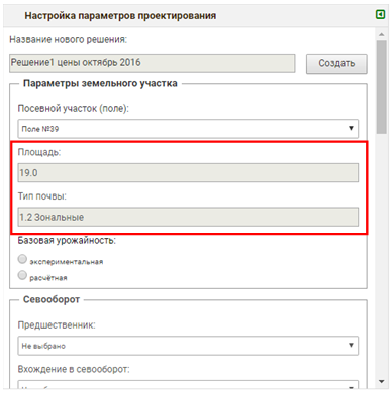 Настройка параметров проектирования
Название нового решения:
Решение1 цены октябрь 2016
Создать
Параметры земельного участка
Посевной участок (поле):
Поле №39
Площадь:
19.0
Тип почвы:
1.2 Зональные
Базовая урожайность:
экспериментальная
расчётная
Севооборот
Предшественник:
Не выбрано
Вхождение в севооборот: